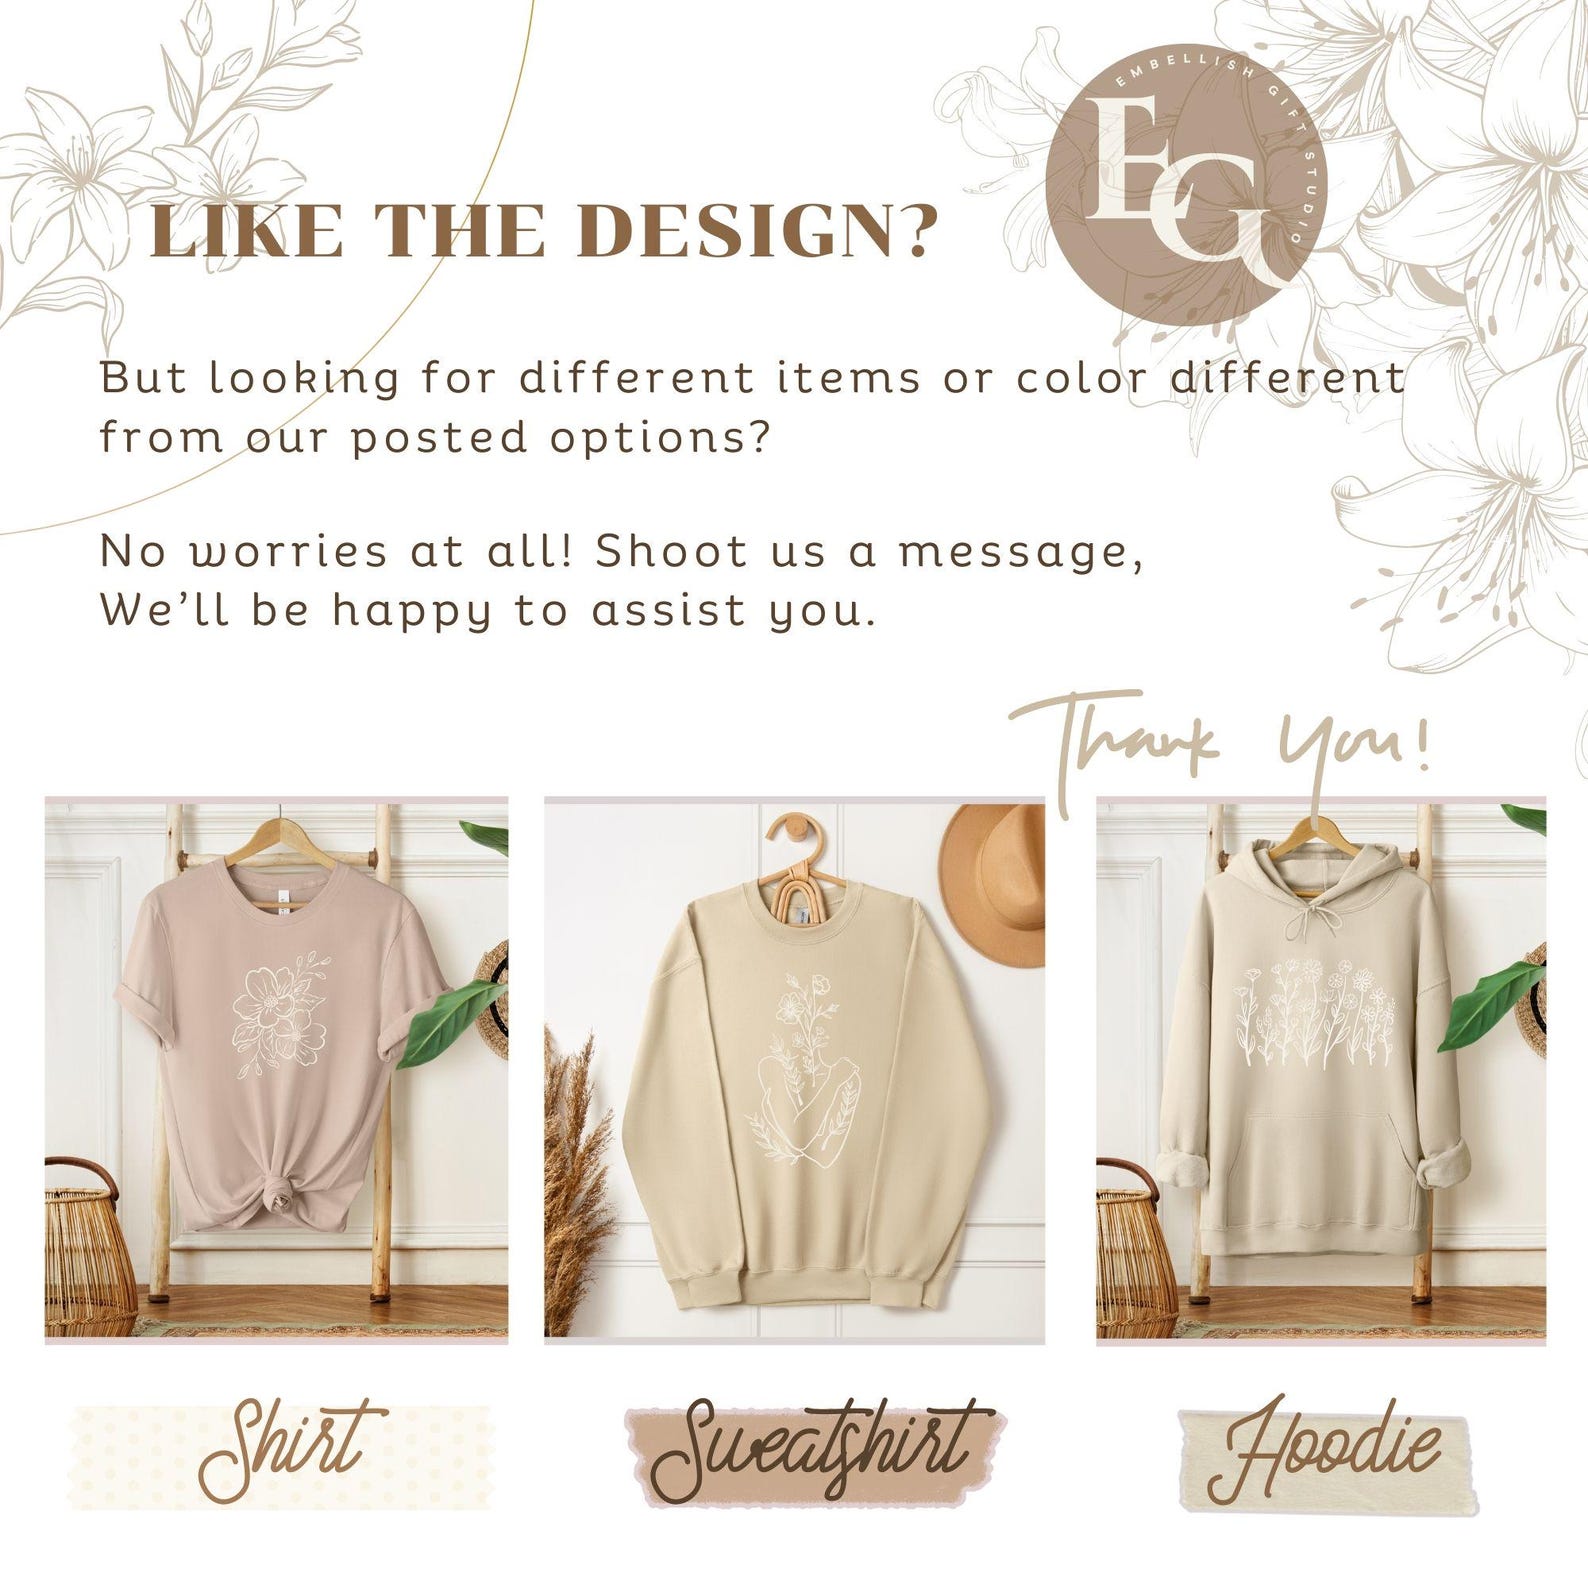 EMBELLISH GIFT STUDIO
EG
LIKE THE DESIGN?
But looking for different items or color different
from our posted options?
No worries at all! Shoot us a message,
We’ll be happy to assist you.
Thank You!
Shirt
Sweatshirt
Hoodie